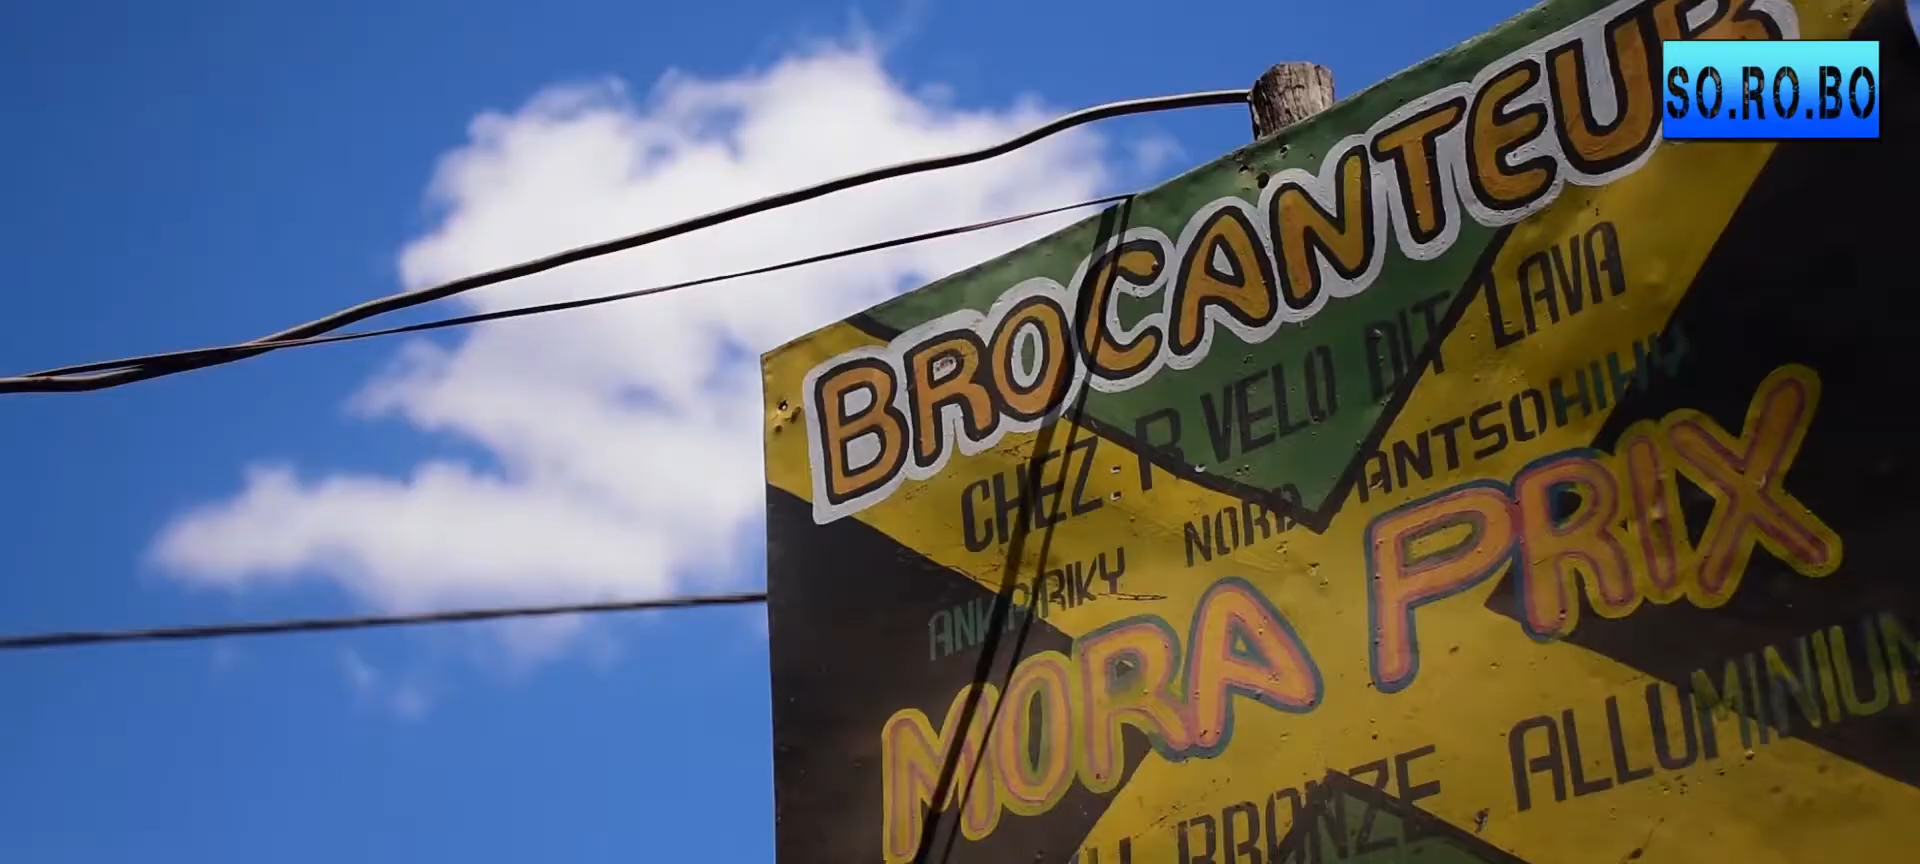 SO.RO.BO
BROCANTEUR
CHEZ : R. VELO DIT LAVA
NORD ANTSOHIHY
MORA PRIX
BRONZE, ALLUMINIUM